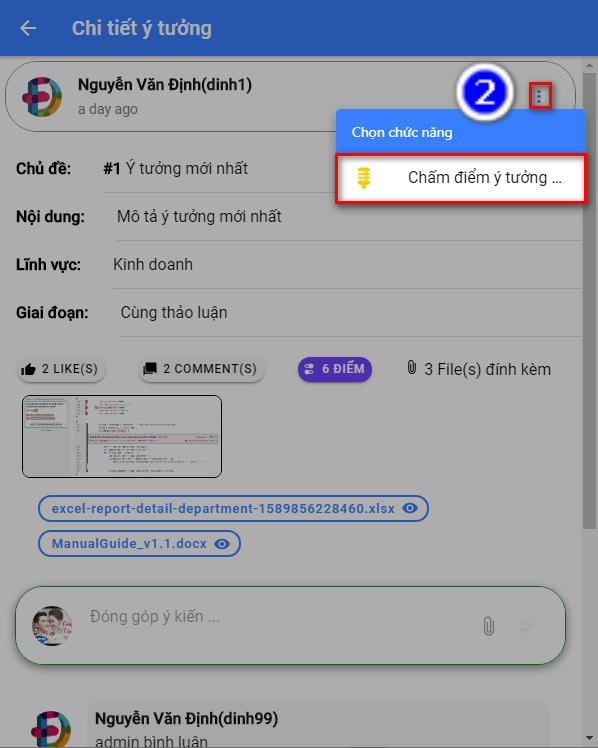 Chi tiết ý tưởng
Nguyễn Văn Định(dinh1)
a day ago
2
Chọn chức năng
Chấm điểm ý tưởng ...
Chủ đề: #1 Ý tưởng mới nhất
Nội dung: Mô tả ý tưởng mới nhất
Lĩnh vực: Kinh doanh
Giai đoạn: Cùng thảo luận
2 LIKE(S) 2 COMMENT(S) 6 ĐIỂM 3 File(s) đính kèm
excel-report-detail-department-1589856228460.xlsx
ManualGuide_v1.1.docx
Đóng góp ý kiến ...
Nguyễn Văn Định(dinh99)
admin bình luận